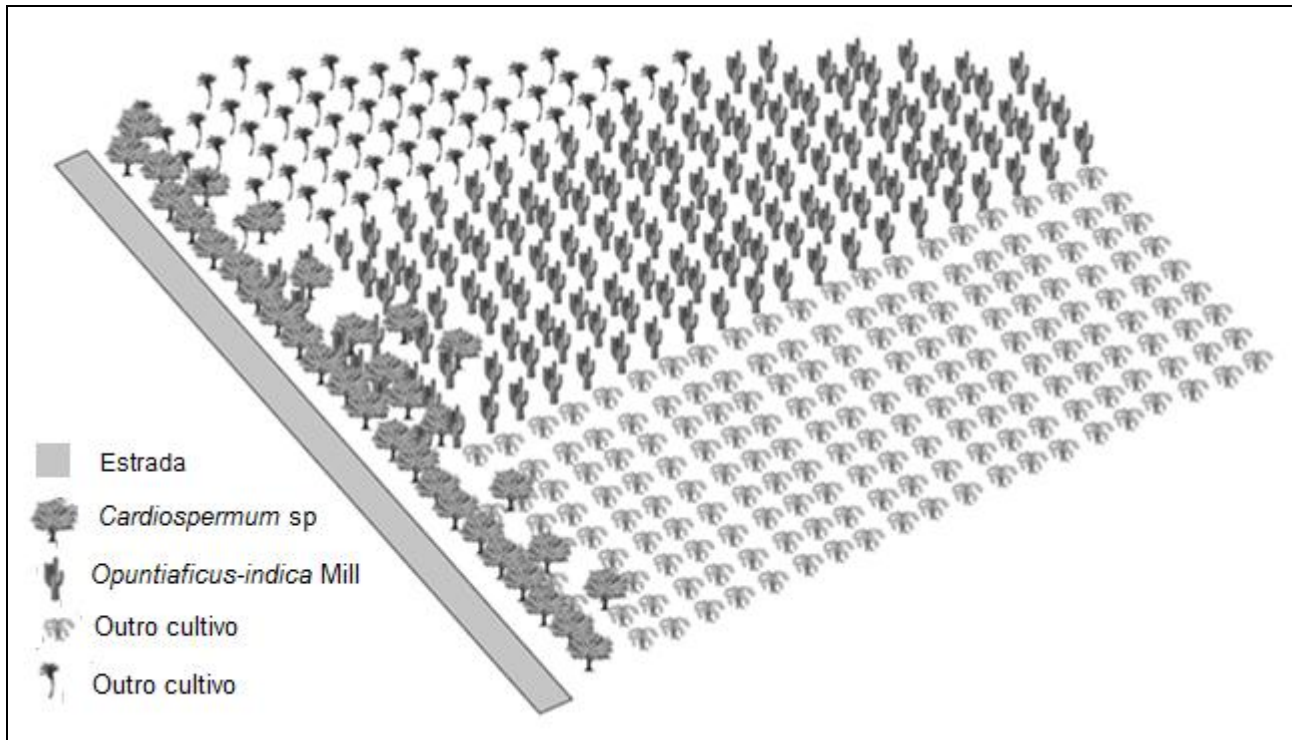 Estrada
Cardiospermum sp
Opuntiaficus-indica Mill
Outro cultivo
Outro cultivo